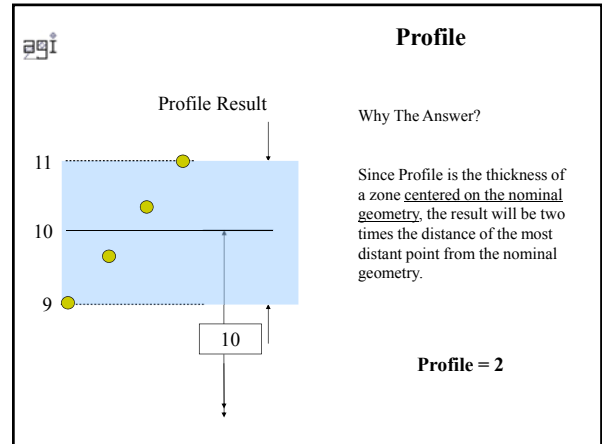 agi
Profile
Profile Result
Why The Answer?
11
Since Profile is the thickness of
a zone centered on the nominal
geometry, the result will be two
times the distance of the most
distant point from the nominal
geometry.
10
9
10
Profile = 2